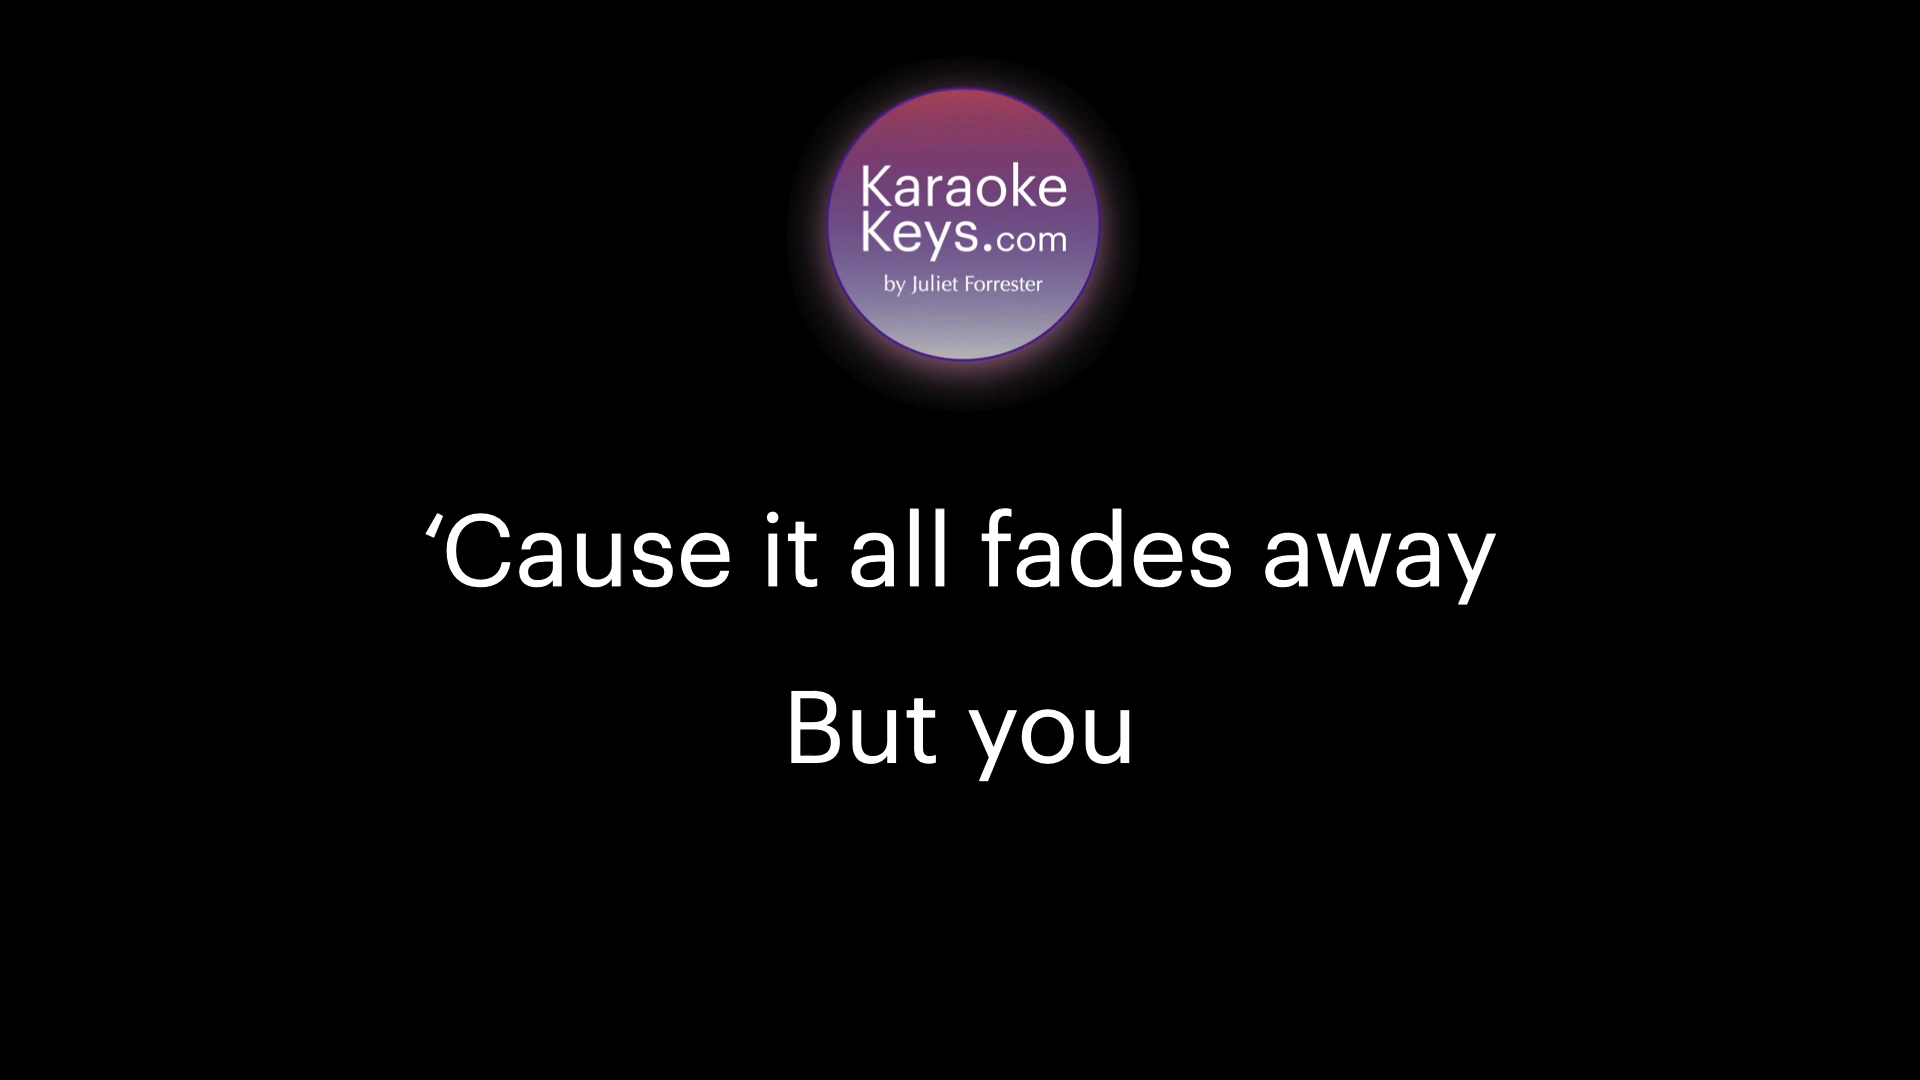 Karaoke
Keys.com
by Juliet Forrester
‘Cause it all fades away
But you